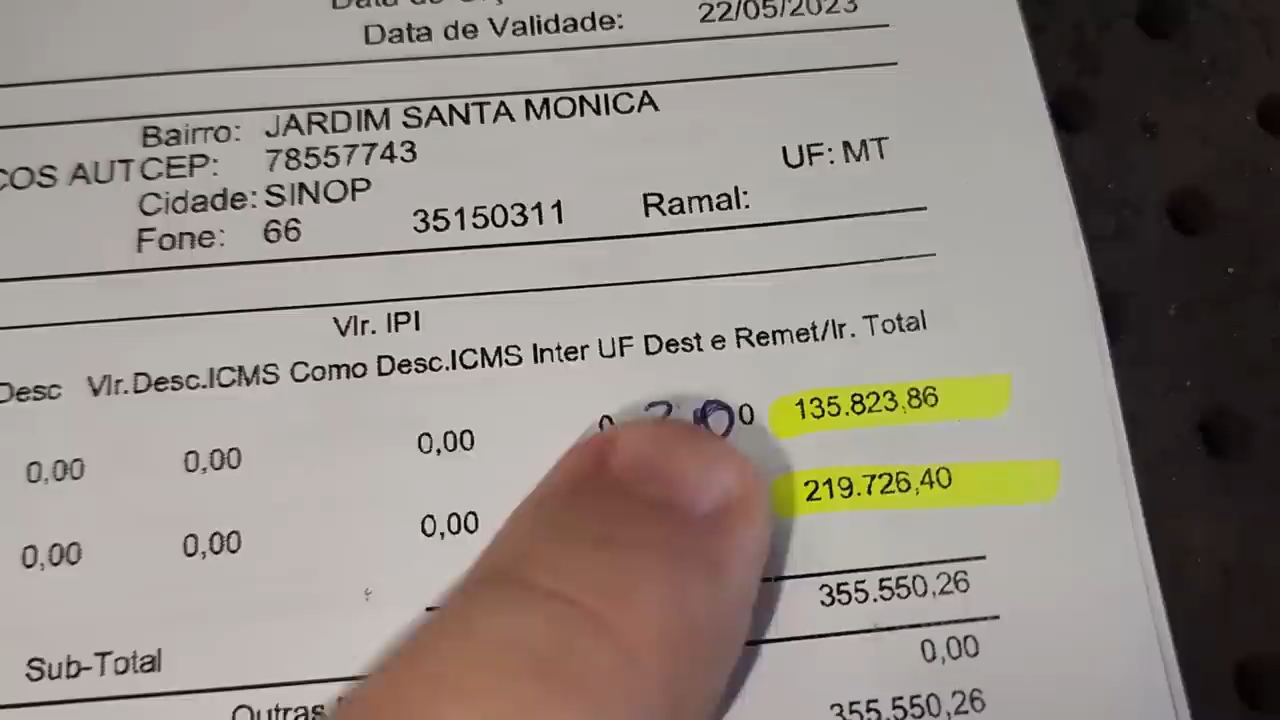 Data de Validade: 22/05/2023
Bairro: JARDIM SANTA MONICA
COS AUTCEP: 78557743 UF: MT
Cidade: SINOP
Fone: 66 35150311 Ramal:
Vlr. IPI
Desc Vlr.Desc.ICMS Como Desc.ICMS Inter UF Dest e Remet/Ir. Total
0,00 0,00 0,00 135.823,86
0,00 0,00 0,00 219.726,40
355.550,26
Sub-Total 0,00
Outras 355.550,26